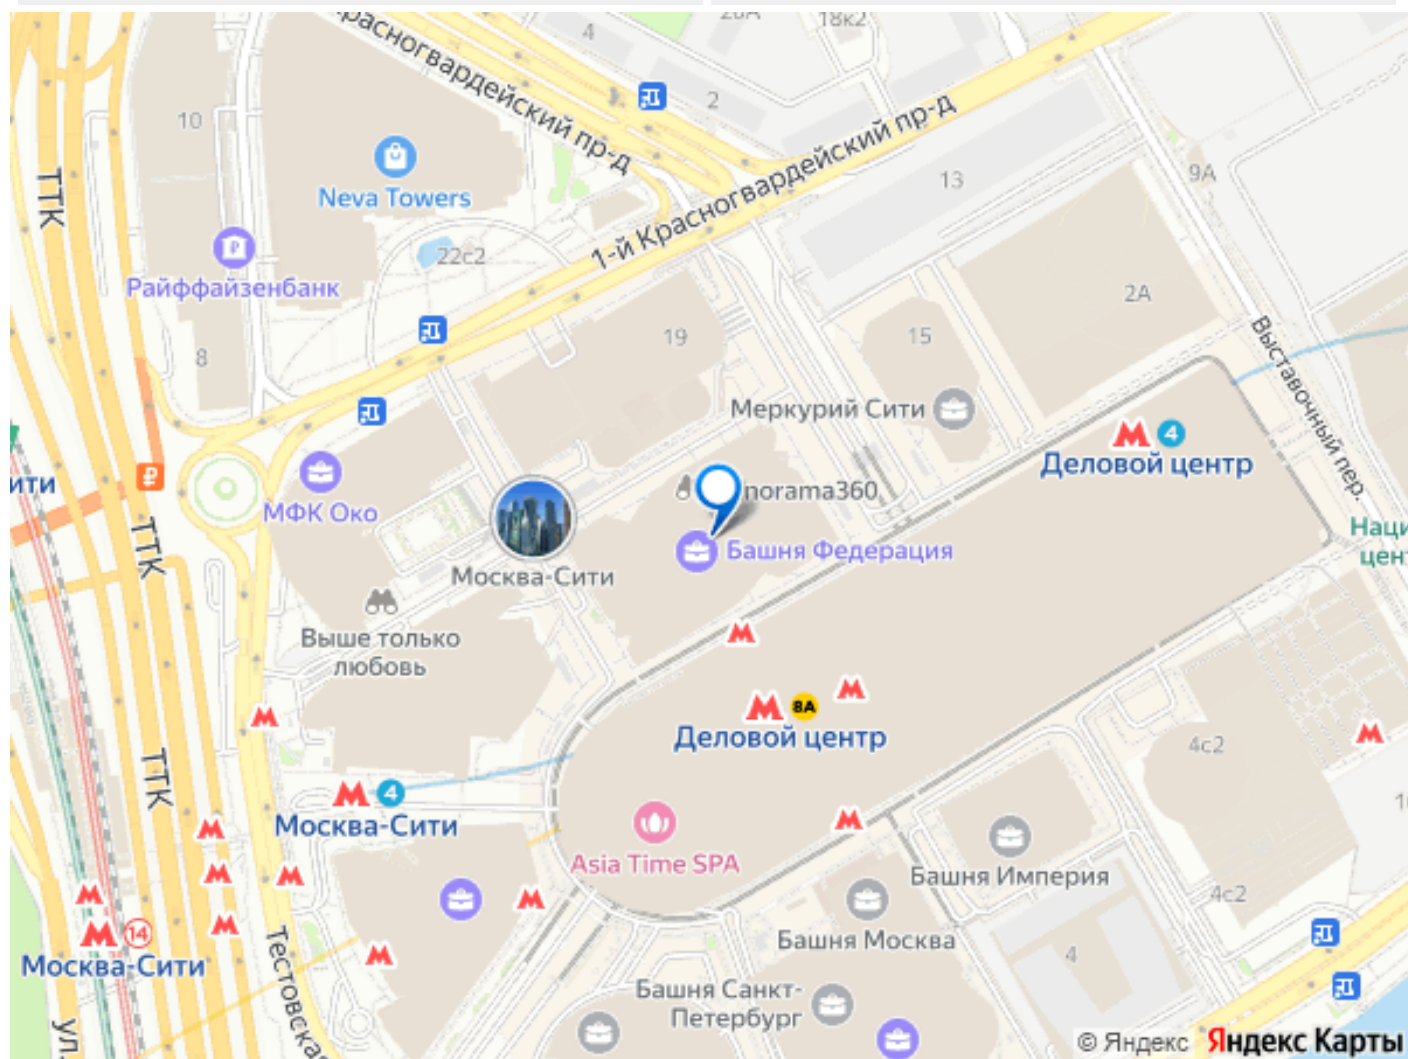 4
18к2
Красногвардейский пр-д
2
10
ТТК
Neva Towers
1-й Красногвардейский пр-д
13
9А
22с2
Райффайзенбанк
2А
8
19
15
Выставочный пер.
Меркурий Сити
4
Деловой центр
МФК Око
norama360
Башня Федерация
Москва-Сити
ТТК
Выше только
любовь
8А
Деловой центр
4с2
ТТК
4
Москва-Сити
Asia Time SPA
Башня Империя
4с2
14
Москва-Сити
Башня Москва
4
Тестовская
Башня Санкт-
Петербург
ул.
© Яндекс Яндекс Карты